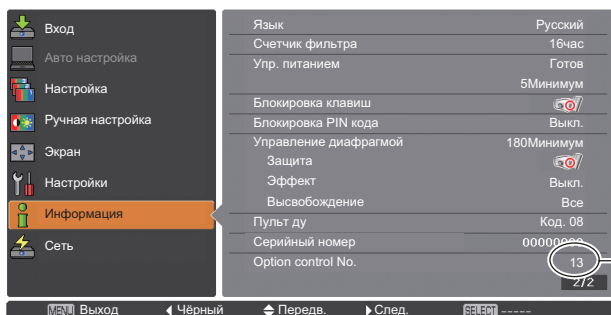 Вход
Авто настройка
Настройка
Ручная настройка
Экран
Настройки
Информация
Сеть
Язык Русский
Счетчик фильтра 16час
Упр. питанием Готов
5Минимум
Блокировка клавиш
Блокировка PIN кода Выкл.
Управление диафрагмой 180Минимум
Защита
Эффект Выкл.
Высвобождение Все
Пульт ду Код. 08
Серийный номер 00000000
Option control No. 13
2/2
MENU Выход Чёрный Передв. След. SELECT -----